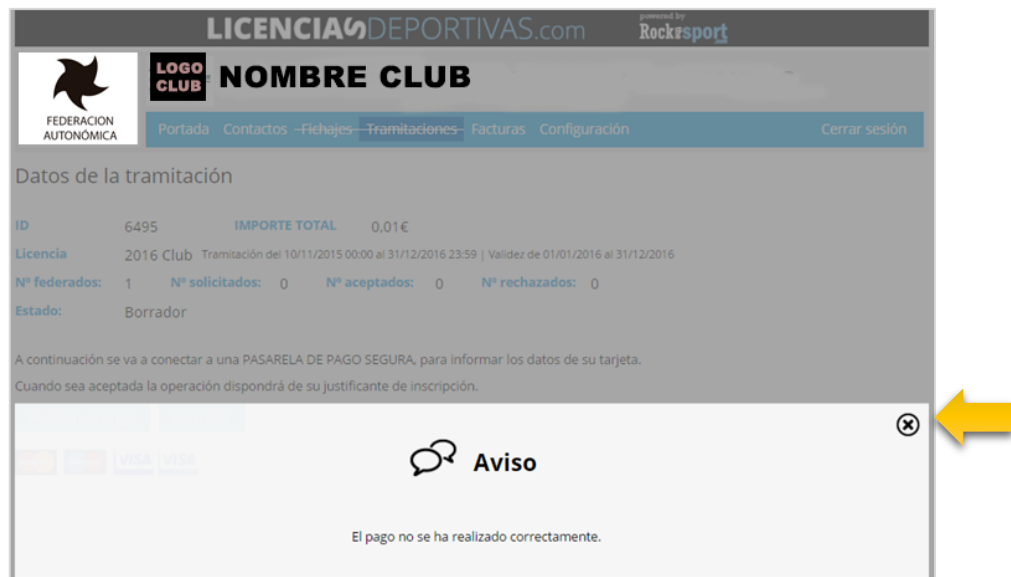 LICENCIASDEPORTIVAS.com
powered by
Rockthesport
LOGO
CLUB
NOMBRE CLUB
FEDERACION
AUTONÓMICA
Portada Contactos Fichajes Tramitaciones Facturas Configuración Cerrar sesión
Datos de la tramitación
ID 6495 IMPORTE TOTAL 0,01€
Licencia 2016 Club Tramitación del 10/11/2015 00:00 al 31/12/2016 23:59 | Validez de 01/01/2016 al 31/12/2016
Nº federados: 1 Nº solicitados: 0 Nº aceptados: 0 Nº rechazados: 0
Estado: Borrador
A continuación se va a conectar a una PASARELA DE PAGO SEGURA, para informar los datos de su tarjeta.
Cuando sea aceptada la operación dispondrá de su justificante de inscripción.
VISA VISA
Aviso
El pago no se ha realizado correctamente.